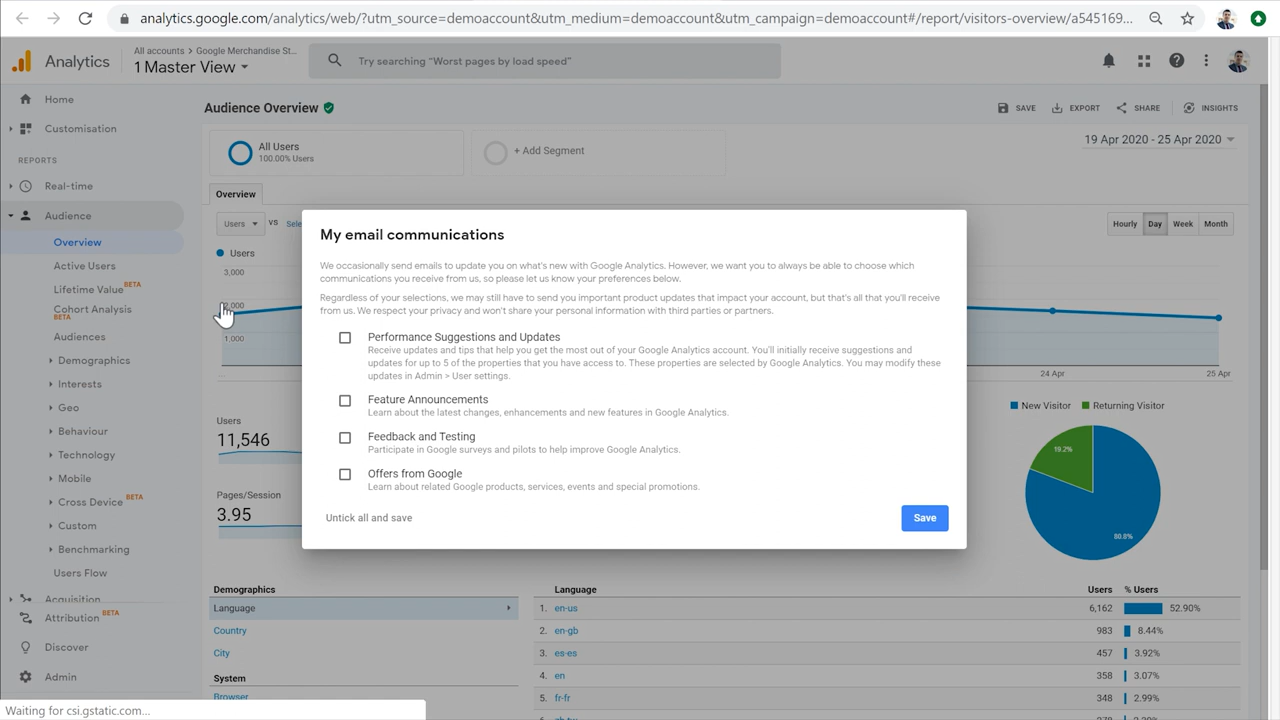 analytics.google.com/analytics/web/?utm_source=demoaccount&utm_medium=demoaccount&utm_campaign=demoaccount#/report/visitors-overview/a545169...
Analytics
All accounts > Google Merchandise St...
1 Master View
Try searching “Worst pages by load speed”
Home
Customisation
REPORTS
Real-time
Audience
Overview
Active Users
Lifetime Value BETA
Cohort Analysis
BETA
Audiences
Demographics
Interests
Geo
Behaviour
Technology
Mobile
Cross Device BETA
Custom
Benchmarking
Users Flow
Acquisition
Attribution BETA
Discover
Admin
Audience Overview
SAVE
EXPORT
SHARE
INSIGHTS
All Users
100.00% Users
+ Add Segment
19 Apr 2020 - 25 Apr 2020
Overview
Users
vs
Sele
Hourly
Day
Week
Month
Users
3,000
2,000
1,000
...
24 Apr
25 Apr
My email communications
We occasionally send emails to update you on what's new with Google Analytics. However, we want you to always be able to choose which
communications you receive from us, so please let us know your preferences below.
Regardless of your selections, we may still have to send you important product updates that impact your account, but that's all that you'll receive
from us. We respect your privacy and won't share your personal information with third parties or partners.
Performance Suggestions and Updates
Receive updates and tips that help you get the most out of your Google Analytics account. You'll initially receive suggestions and
updates for up to 5 of the properties that you have access to. These properties are selected by Google Analytics. You may modify these
updates in Admin > User settings.
Feature Announcements
Learn about the latest changes, enhancements and new features in Google Analytics.
Feedback and Testing
Participate in Google surveys and pilots to help improve Google Analytics.
Offers from Google
Learn about related Google products, services, events and special promotions.
Untick all and save
Save
Users
11,546
Pages/Session
3.95
New Visitor
Returning Visitor
19.2%
80.8%
Demographics
Language
Country
City
System
Browser
Language
Users
% Users
1. en-us 6,162 52.90%
2. en-gb 983 8.44%
3. es-es 457 3.92%
4. en 358 3.07%
5. fr-fr 348 2.99%
Waiting for csi.gstatic.com...